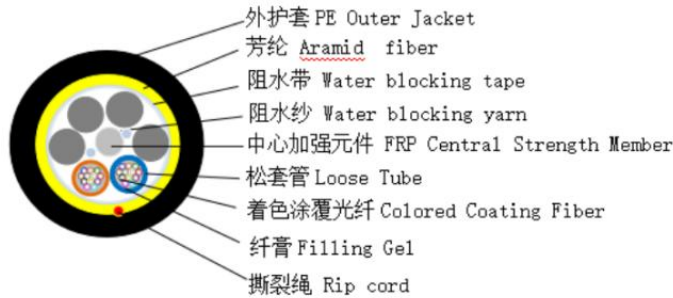 外护套 PE Outer Jacket
芳纶 Aramid fiber
阻水带 Water blocking tape
阻水纱 Water blocking yarn
中心加强元件 FRP Central Strength Member
松套管 Loose Tube
着色涂覆光纤 Colored Coating Fiber
纤膏 Filling Gel
撕裂绳 Rip cord